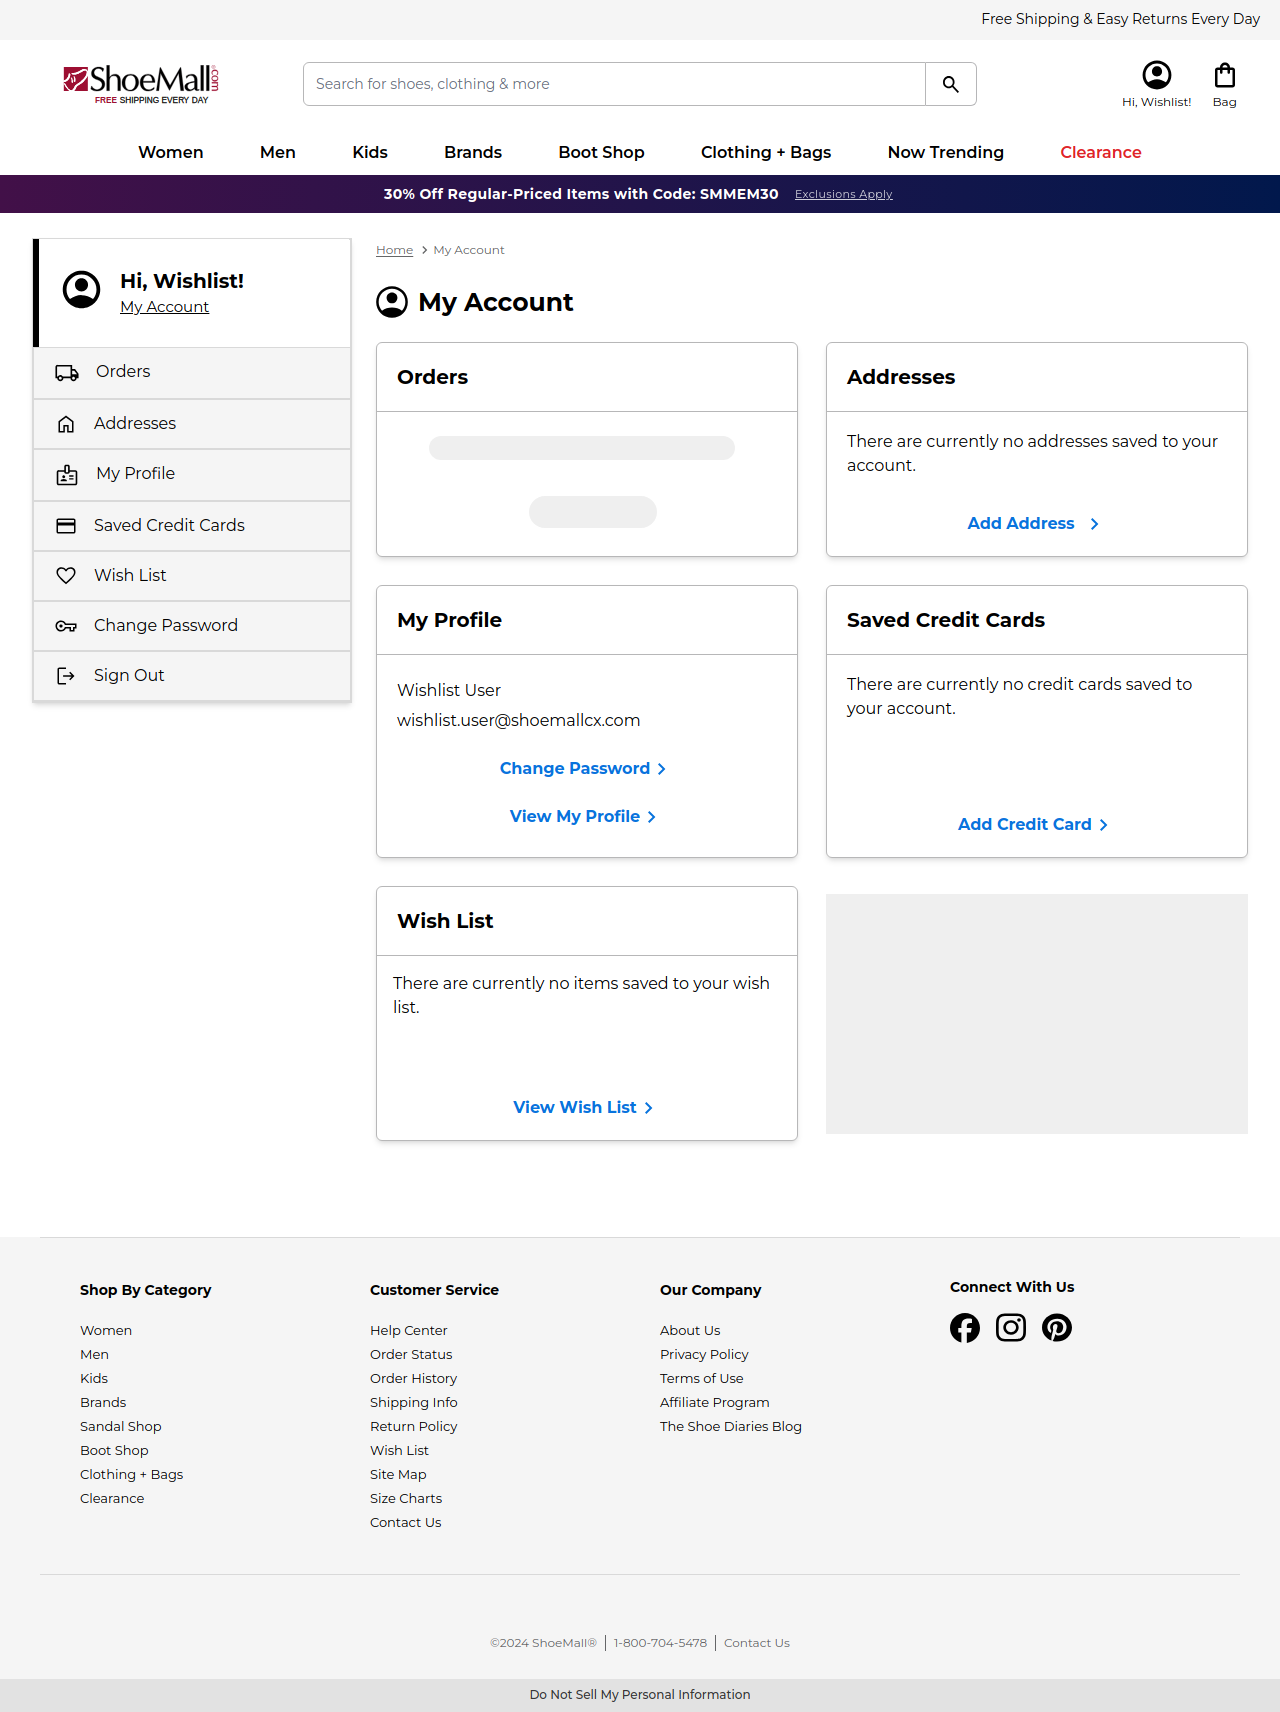 Free Shipping & Easy Returns Every Day
ShoeMall.com
FREE SHIPPING EVERY DAY
Search for shoes, clothing & more
Hi, Wishlist!
Bag
Women Men Kids Brands Boot Shop Clothing + Bags Now Trending Clearance
30% Off Regular-Priced Items with Code: SMMEM30 Exclusions Apply
Hi, Wishlist!
My Account
Orders
Addresses
My Profile
Saved Credit Cards
Wish List
Change Password
Sign Out
Home > My Account
My Account
Orders
Addresses
There are currently no addresses saved to your
account.
Add Address
My Profile
Wishlist User
wishlist.user@shoemallcx.com
Change Password
View My Profile
Saved Credit Cards
There are currently no credit cards saved to
your account.
Add Credit Card
Wish List
There are currently no items saved to your wish
list.
View Wish List
Shop By Category
Women
Men
Kids
Brands
Sandal Shop
Boot Shop
Clothing + Bags
Clearance
Customer Service
Help Center
Order Status
Order History
Shipping Info
Return Policy
Wish List
Site Map
Size Charts
Contact Us
Our Company
About Us
Privacy Policy
Terms of Use
Affiliate Program
The Shoe Diaries Blog
Connect With Us
©2024 ShoeMall® | 1-800-704-5478 | Contact Us
Do Not Sell My Personal Information